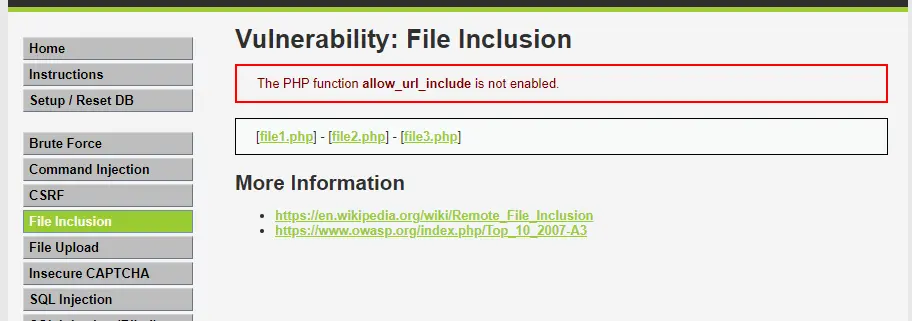 Home
Instructions
Setup / Reset DB
Brute Force
Command Injection
CSRF
File Inclusion
File Upload
Insecure CAPTCHA
SQL Injection
Vulnerability: File Inclusion
The PHP function allow_url_include is not enabled.
[file1.php] - [file2.php] - [file3.php]
More Information
https://en.wikipedia.org/wiki/Remote_File_Inclusion
https://www.owasp.org/index.php/Top_10_2007-A3